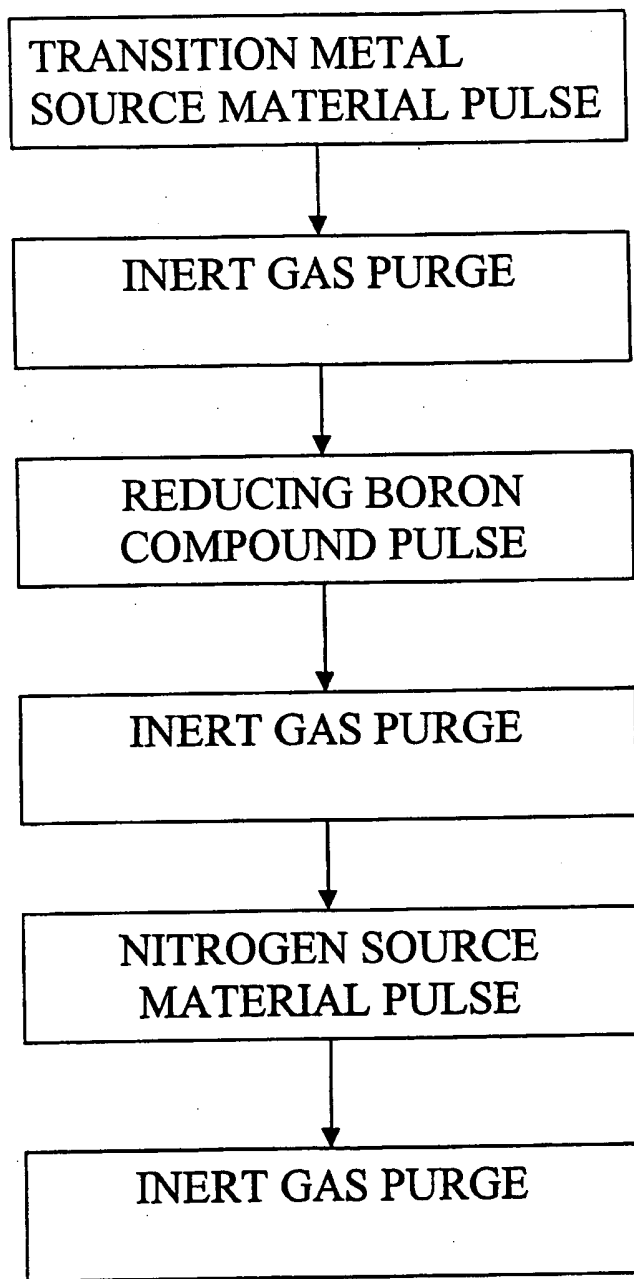 TRANSITION METAL
SOURCE MATERIAL PULSE
INERT GAS PURGE
REDUCING BORON
COMPOUND PULSE
INERT GAS PURGE
NITROGEN SOURCE
MATERIAL PULSE
INERT GAS PURGE